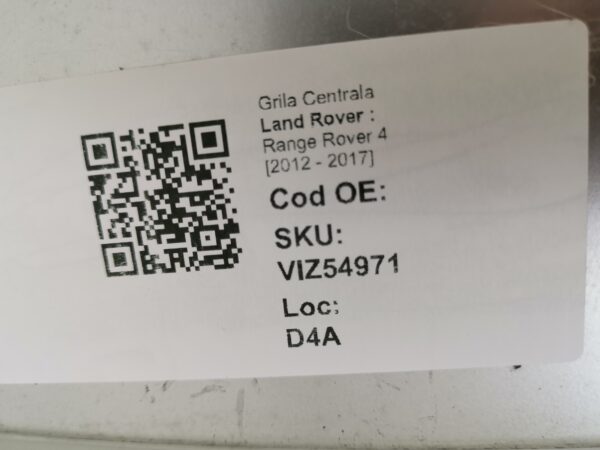 Grila Centrala
Land Rover :
Range Rover 4
[2012 - 2017]
Cod OE:
SKU:
VIZ54971
Loc:
D4A